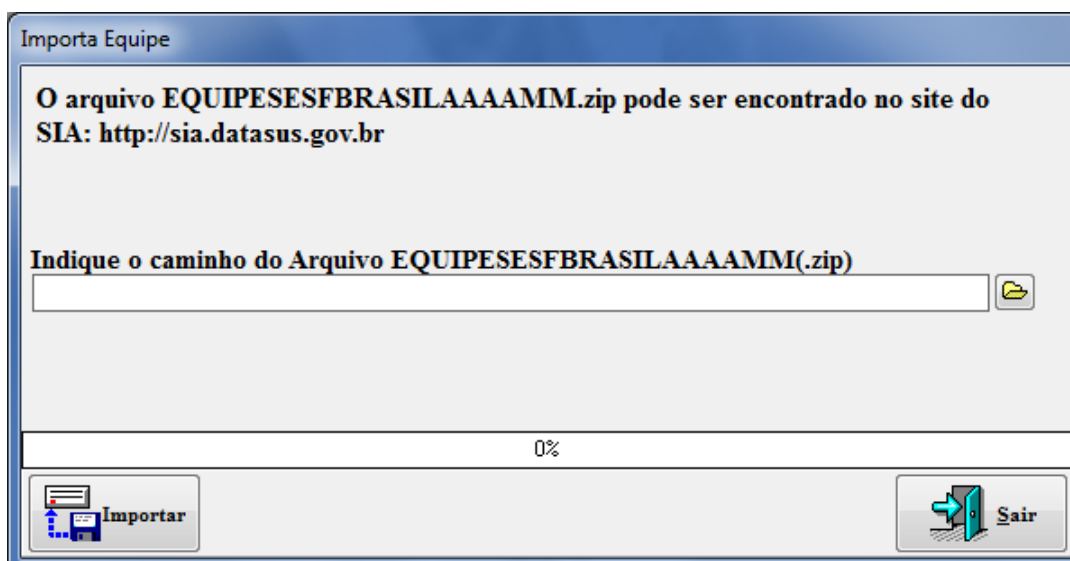 Importa Equipe
O arquivo EQUIPESESFBRASILAAAAMM.zip pode ser encontrado no site do
SIA: http://sia.datasus.gov.br
Indique o caminho do Arquivo EQUIPESESFBRASILAAAAMM(.zip)
0%
Importar
Sair